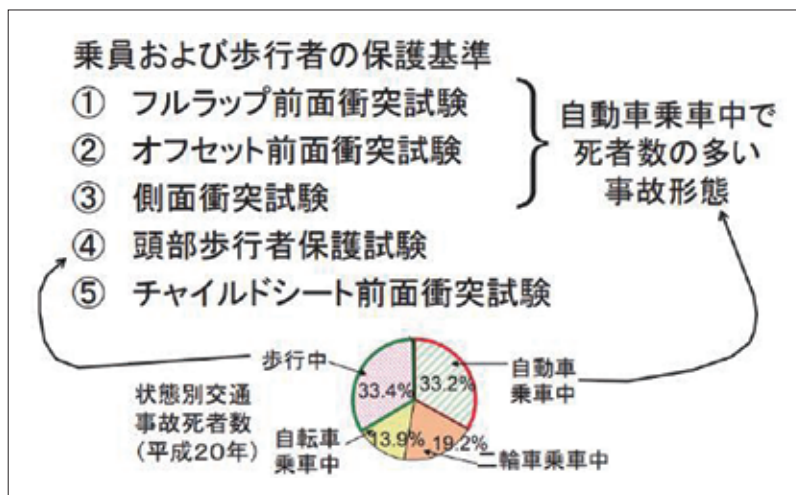 乗員および歩行者の保護基準
① フルラップ前面衝突試験
② オフセット前面衝突試験
③ 側面衝突試験
④ 頭部歩行者保護試験
⑤ チャイルドシート前面衝突試験
自動車乗車中で
死者数の多い
事故形態
歩行中
33.4%
33.2%
自動車
乗車中
状態別交通
事故死者数
(平成20年)
自転車
乗車中
13.9%
19.2%
二輪車乗車中